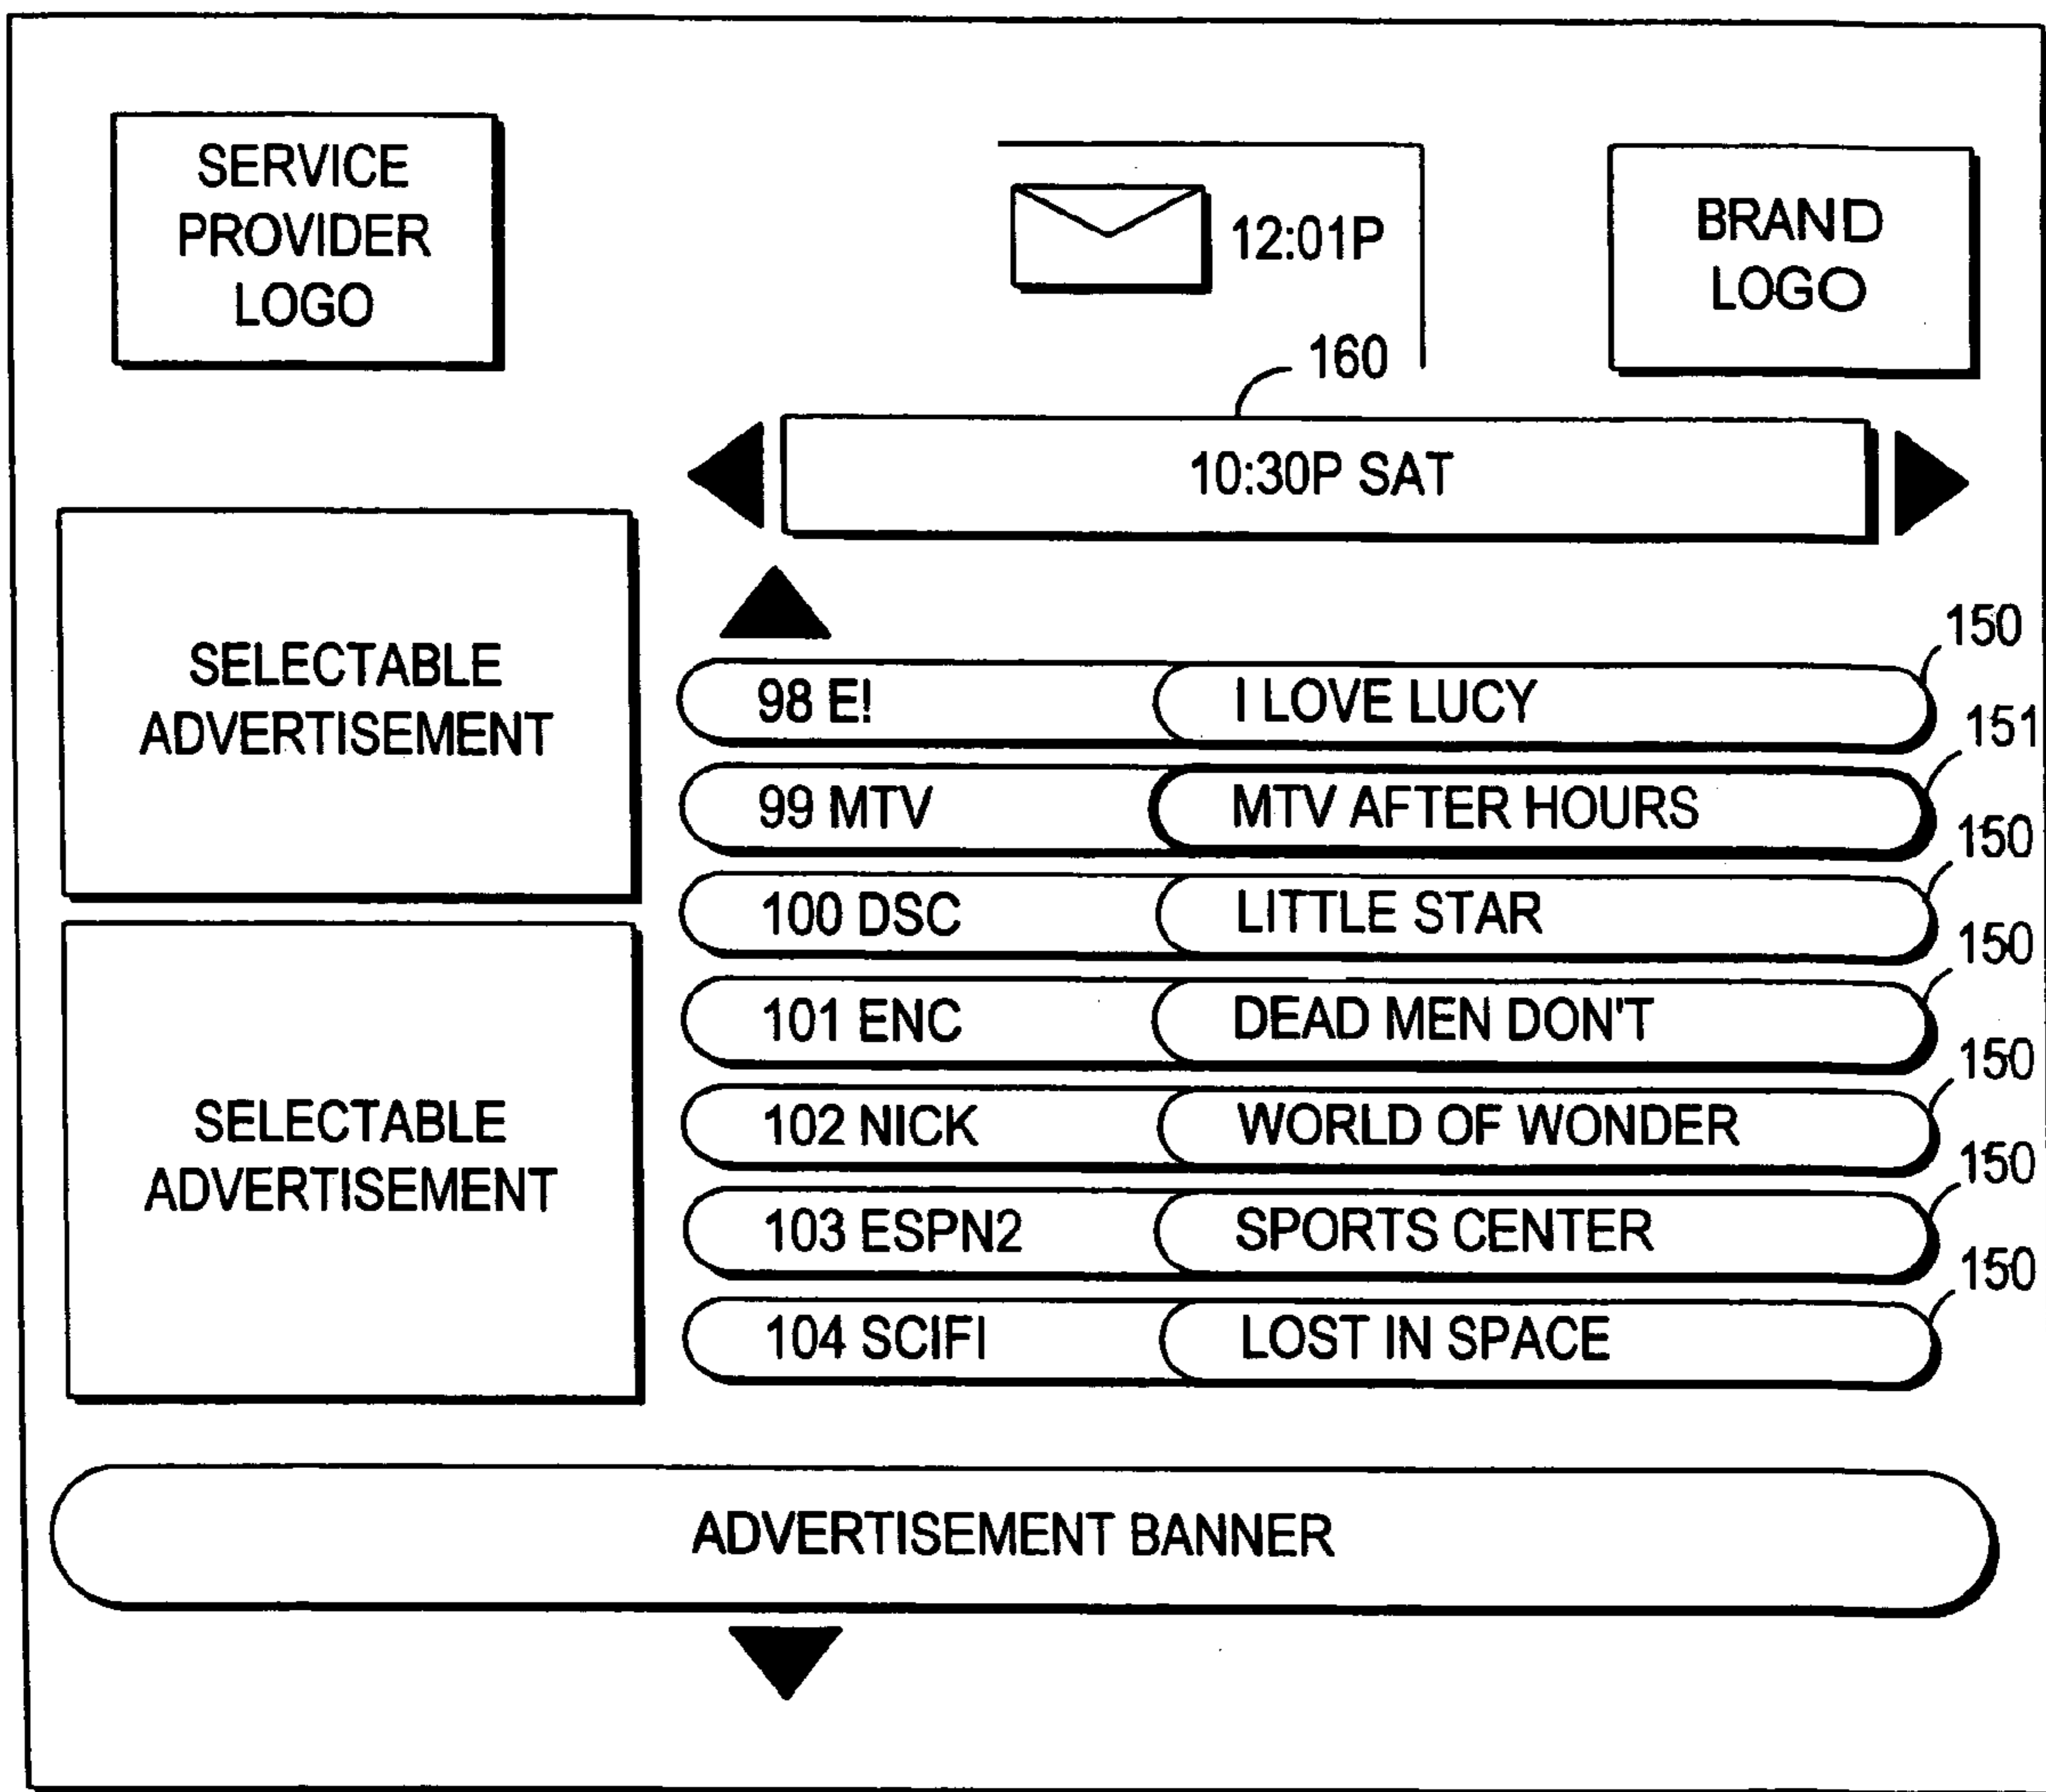 SERVICE
PROVIDER
LOGO
12:01P
BRAND
LOGO
160
10:30P SAT
SELECTABLE
ADVERTISEMENT
SELECTABLE
ADVERTISEMENT
150
98 E! I LOVE LUCY
151
99 MTV MTV AFTER HOURS
150
100 DSC LITTLE STAR
150
101 ENC DEAD MEN DON'T
150
102 NICK WORLD OF WONDER
150
103 ESPN2 SPORTS CENTER
150
104 SCIFI LOST IN SPACE
ADVERTISEMENT BANNER